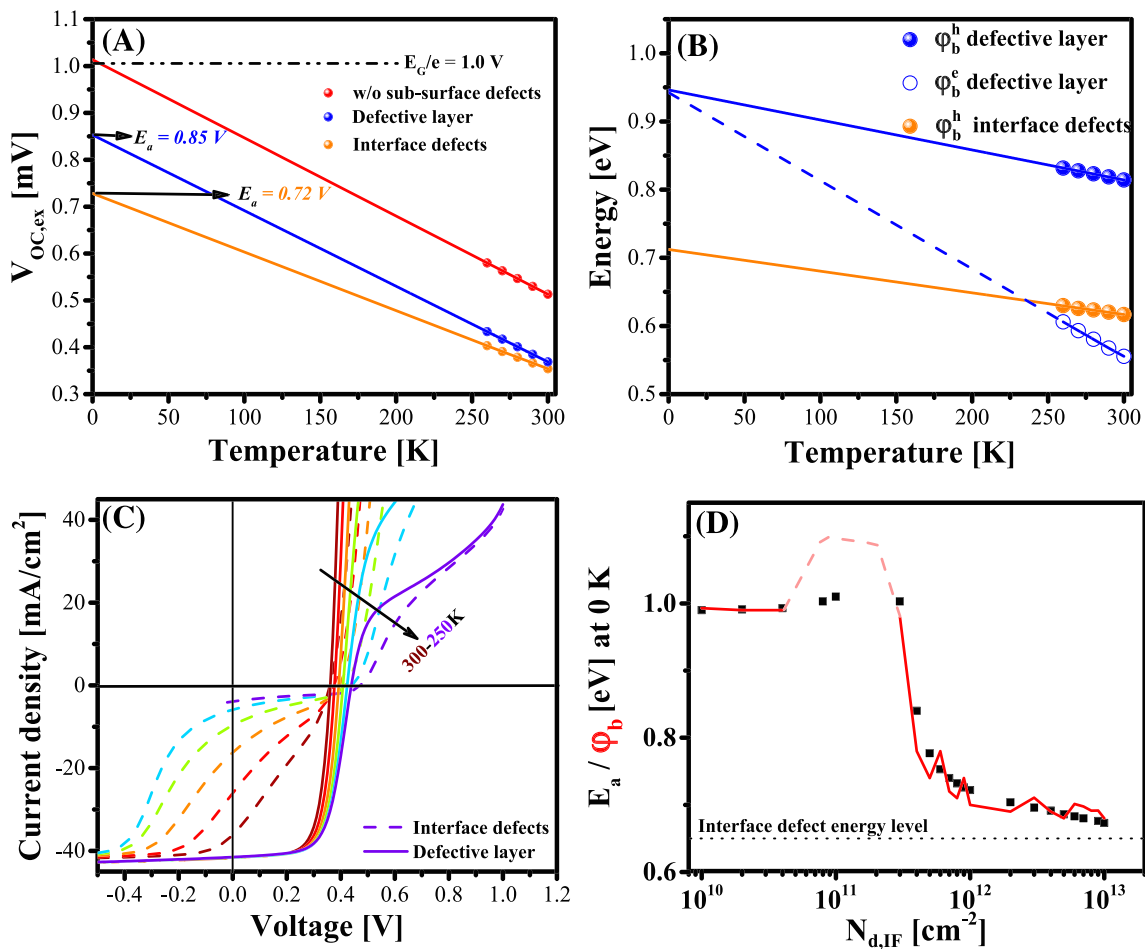 (A)
E_G/e = 1.0 V
w/o sub-surface defects
Defective layer
Interface defects
E_a = 0.85 V
E_a = 0.72 V
V_OC,ex [mV]
1.1
1.0
0.9
0.8
0.7
0.6
0.5
0.4
0.3
0 50 100 150 200 250 300
Temperature [K]
(B)
φ_b^h defective layer
φ_b^e defective layer
φ_b^h interface defects
Energy [eV]
1.0
0.9
0.8
0.7
0.6
0.5
0 50 100 150 200 250 300
Temperature [K]
(C)
300-250K
Interface defects
Defective layer
Current density [mA/cm²]
40
20
0
-20
-40
-0.4 -0.2 0.0 0.2 0.4 0.6 0.8 1.0 1.2
Voltage [V]
(D)
E_a / φ_b [eV] at 0 K
1.0
0.8
0.6
Interface defect energy level
10^10 10^11 10^12 10^13
N_d,IF [cm^-2]